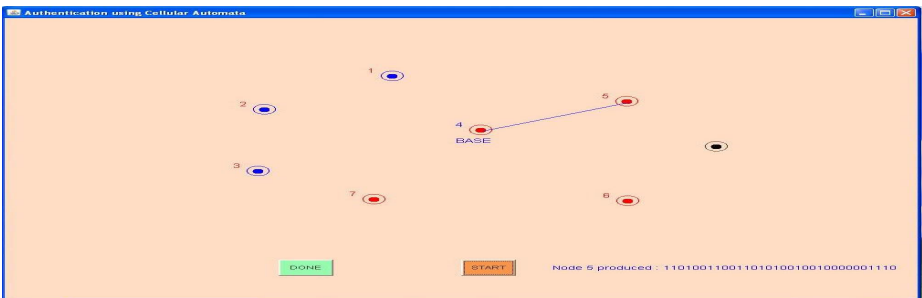 Authentication using Cellular Automata
1
2
5
4
BASE
3
7
6
DONE
START
Node 5 produced : 11010011001101010010010000001110